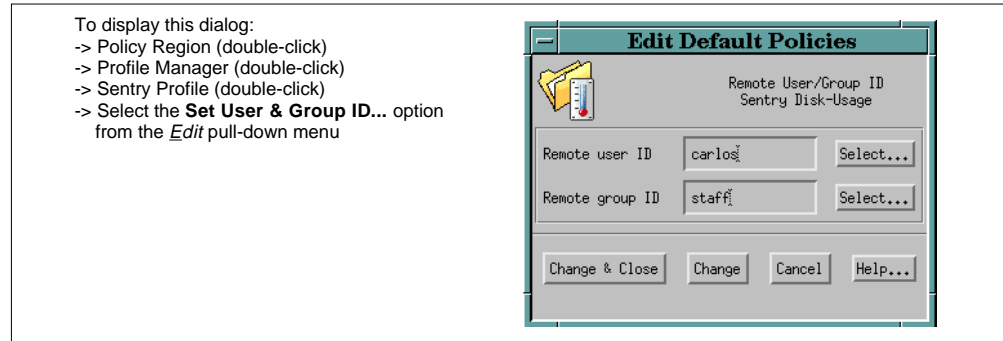 To display this dialog:
-> Policy Region (double-click)
-> Profile Manager (double-click)
-> Sentry Profile (double-click)
-> Select the Set User & Group ID... option
from the Edit pull-down menu
Edit Default Policies
Remote User/Group ID
Sentry Disk-Usage
Remote user ID carlos Select...
Remote group ID staff Select...
Change & Close Change Cancel Help...